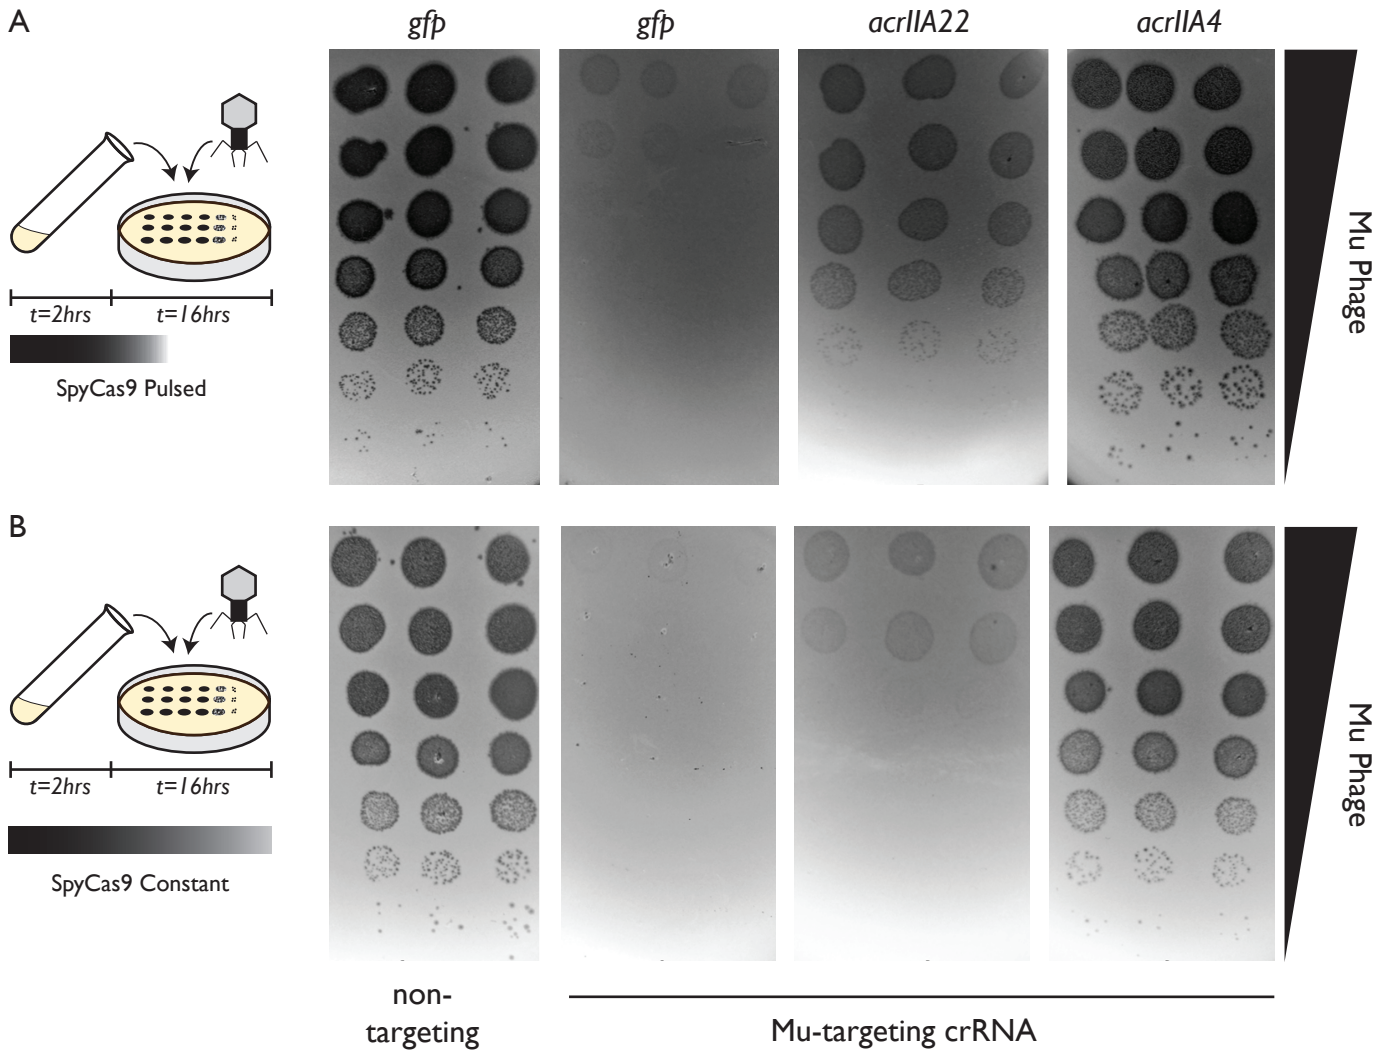 A
gfp
gfp
acrIIA22
acrIIA4
t=2hrs
t=16hrs
SpyCas9 Pulsed
Mu Phage
B
t=2hrs
t=16hrs
SpyCas9 Constant
Mu Phage
non-
targeting
Mu-targeting crRNA